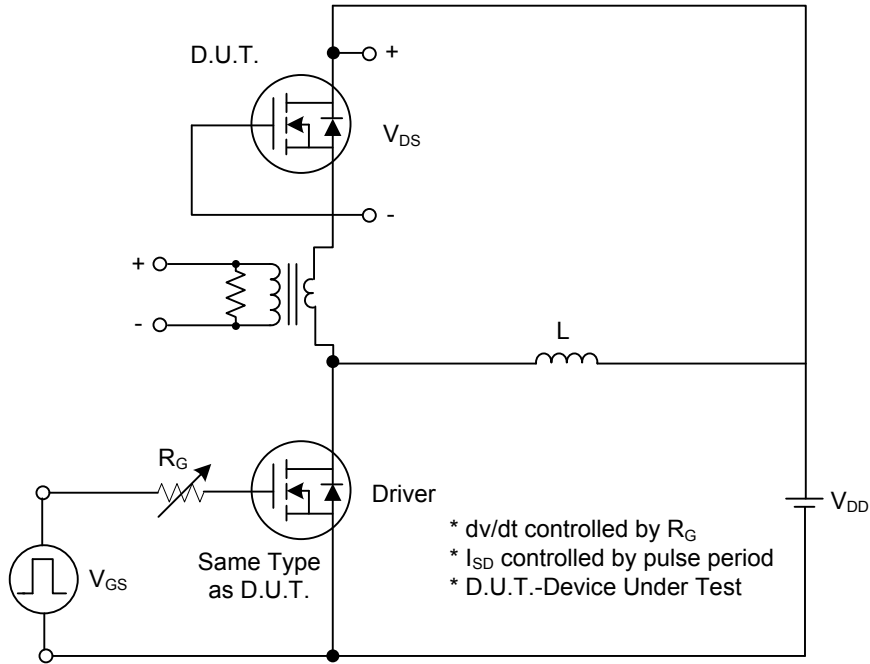 D.U.T.
+
V_DS
-
+
-
L
R_G
Driver
V_DD
Same Type
as D.U.T.
V_GS
* dv/dt controlled by R_G
* I_SD controlled by pulse period
* D.U.T.-Device Under Test